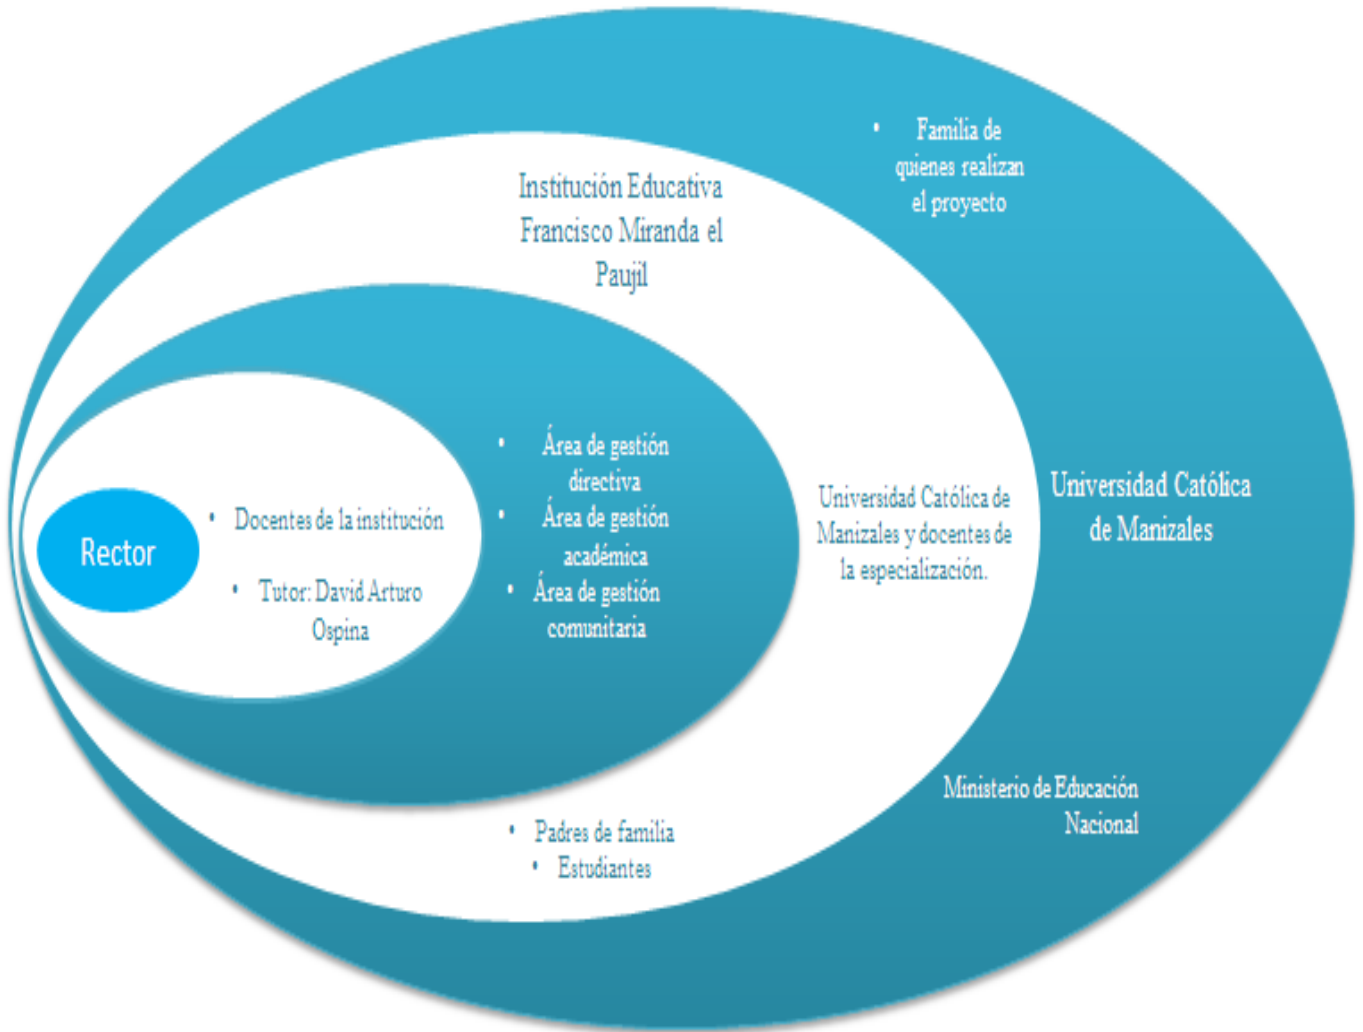 • Familia de
quienes realizan
el proyecto
Institución Educativa
Francisco Miranda el
Paujil
• Área de gestión
directiva
• Área de gestión
académica
• Área de gestión
comunitaria
Universidad Católica de
Manizales y docentes de
la especialización.
Universidad Católica
de Manizales
Rector
• Docentes de la institución
• Tutor: David Arturo
Ospina
Ministerio de Educación
Nacional
• Padres de familia
• Estudiantes